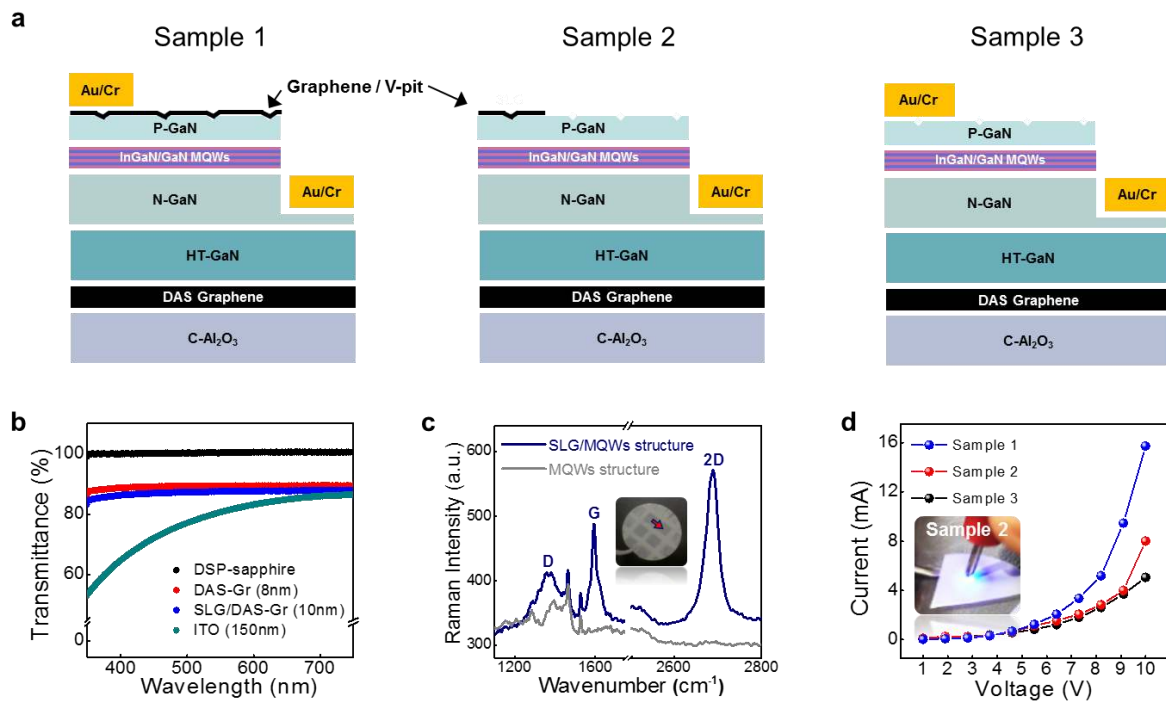 a
Sample 1
Sample 2
Sample 3
Au/Cr
Graphene / V-pit
SLG
Au/Cr
P-GaN
P-GaN
P-GaN
InGaN/GaN MQWs
InGaN/GaN MQWs
InGaN/GaN MQWs
Au/Cr
Au/Cr
Au/Cr
N-GaN
N-GaN
N-GaN
HT-GaN
HT-GaN
HT-GaN
DAS Graphene
DAS Graphene
DAS Graphene
C-Al₂O₃
C-Al₂O₃
C-Al₂O₃
b
Transmittance (%)
100
80
60
0
DSP-sapphire
DAS-Gr (8nm)
SLG/DAS-Gr (10nm)
ITO (150nm)
400
500
600
700
Wavelength (nm)
c
Raman Intensity (a.u.)
600
500
400
300
SLG/MQWs structure
MQWs structure
D
G
2D
1200
1600
2600
2800
Wavenumber (cm⁻¹)
d
Current (mA)
16
12
8
4
0
Sample 1
Sample 2
Sample 3
Sample 2
1 2 3 4 5 6 7 8 9 10
Voltage (V)